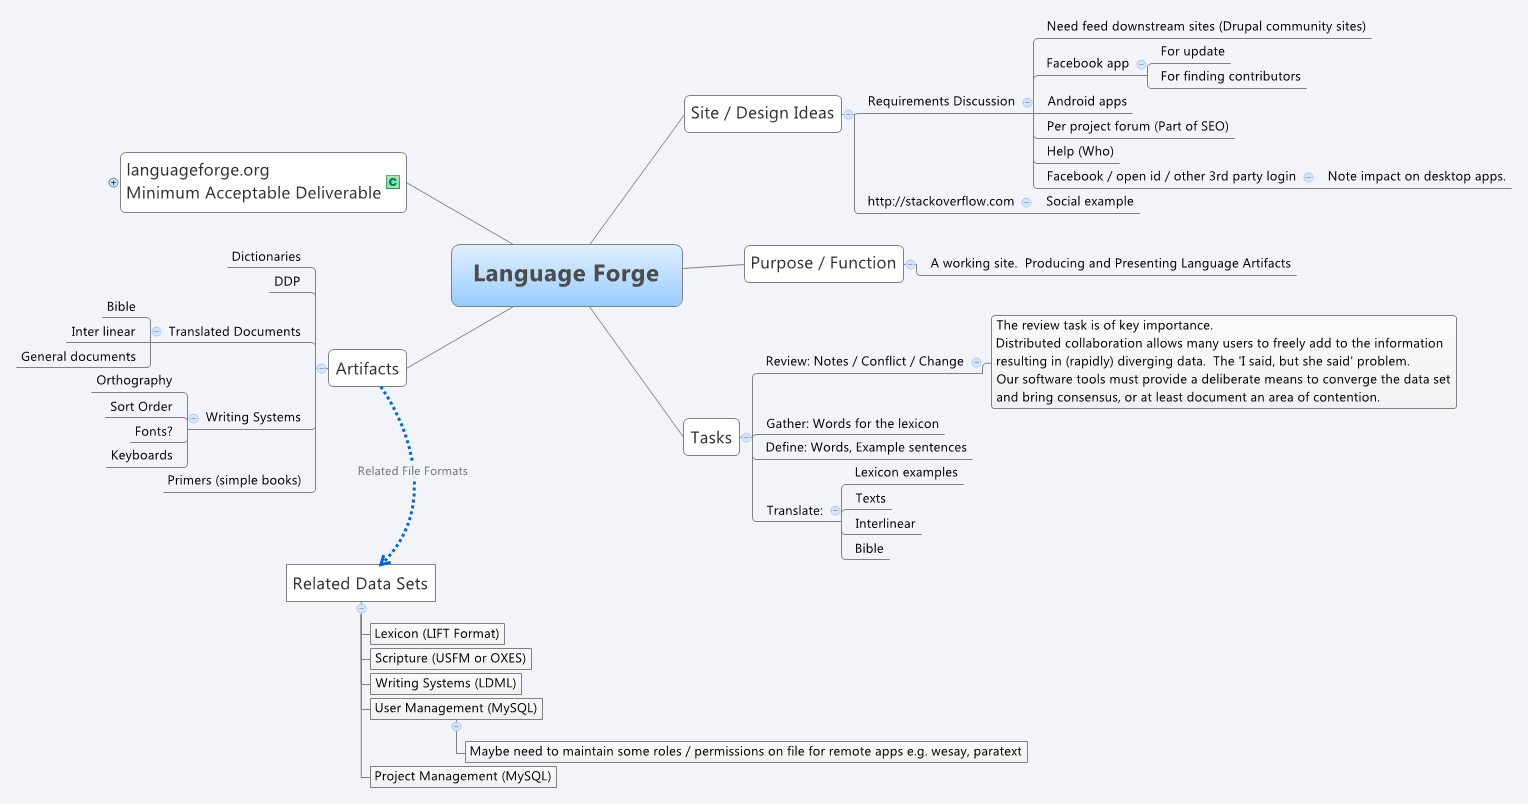 Language Forge
languageforge.org
Minimum Acceptable Deliverable
C
Site / Design Ideas
Requirements Discussion
Need feed downstream sites (Drupal community sites)
Facebook app
For update
For finding contributors
Android apps
Per project forum (Part of SEO)
Help (Who)
Facebook / open id / other 3rd party login
Note impact on desktop apps.
http://stackoverflow.com
Social example
Purpose / Function
A working site.  Producing and Presenting Language Artifacts
Tasks
Review: Notes / Conflict / Change
The review task is of key importance.
Distributed collaboration allows many users to freely add to the information
resulting in (rapidly) diverging data.  The 'I said, but she said' problem.
Our software tools must provide a deliberate means to converge the data set
and bring consensus, or at least document an area of contention.
Gather: Words for the lexicon
Define: Words, Example sentences
Translate:
Lexicon examples
Texts
Interlinear
Bible
Artifacts
Dictionaries
DDP
Translated Documents
Bible
Inter linear
General documents
Writing Systems
Orthography
Sort Order
Fonts?
Keyboards
Primers (simple books)
Related File Formats
Related Data Sets
Lexicon (LIFT Format)
Scripture (USFM or OXES)
Writing Systems (LDML)
User Management (MySQL)
Maybe need to maintain some roles / permissions on file for remote apps e.g. wesay, paratext
Project Management (MySQL)